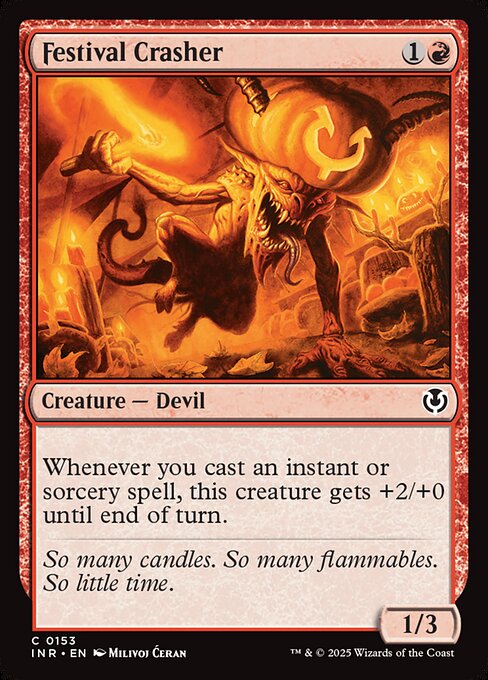 Festival Crasher 1
Creature — Devil
Whenever you cast an instant or
sorcery spell, this creature gets +2/+0
until end of turn.
So many candles. So many flammables.
So little time.
1/3
C 0153
INR • EN Milivoj Ćeran
™ & © 2025 Wizards of the Coast